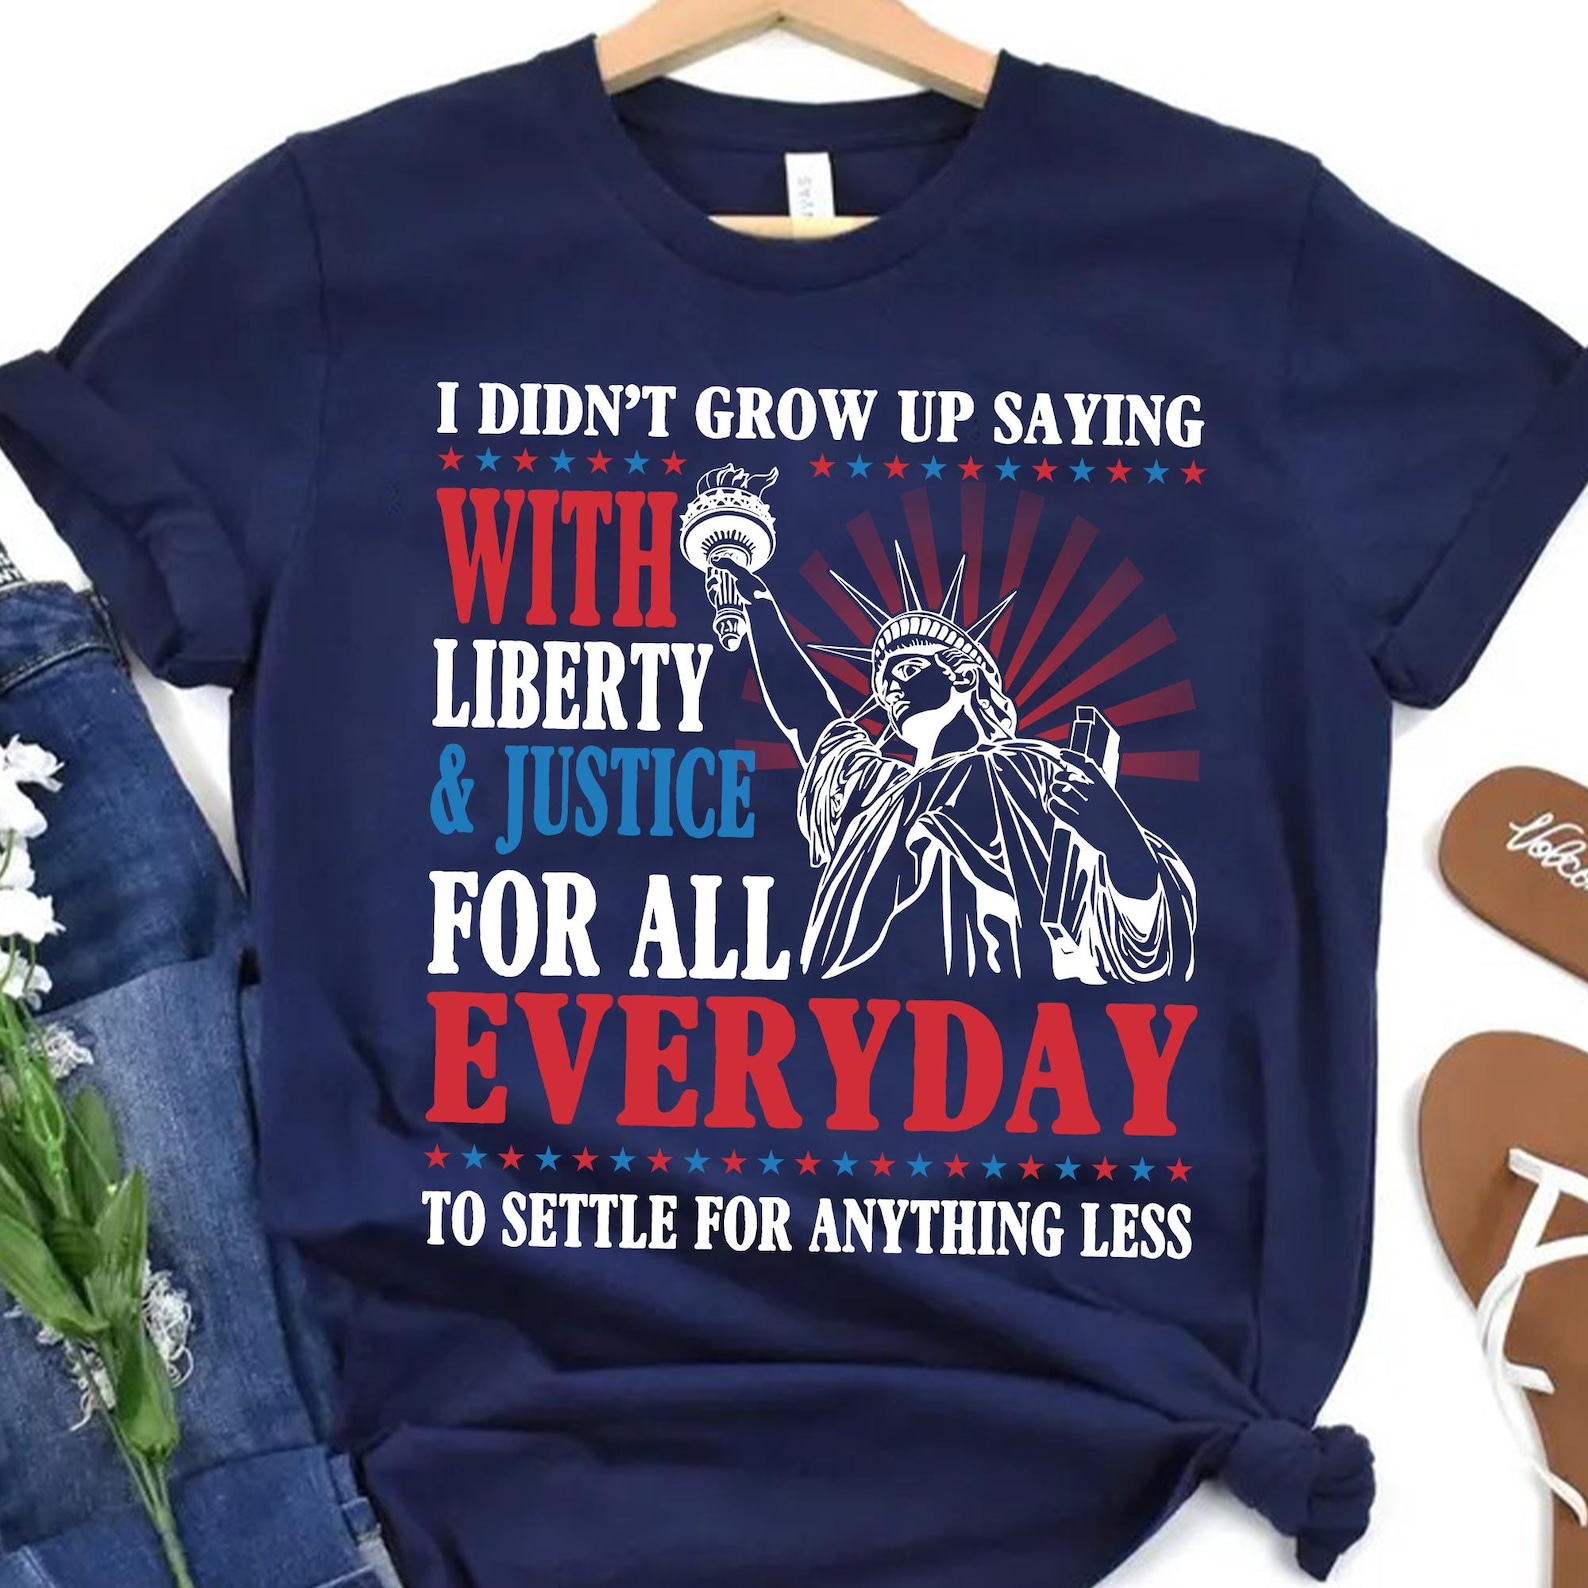 I DIDN'T GROW UP SAYING
WITH
LIBERTY
& JUSTICE
FOR ALL
EVERYDAY
TO SETTLE FOR ANYTHING LESS